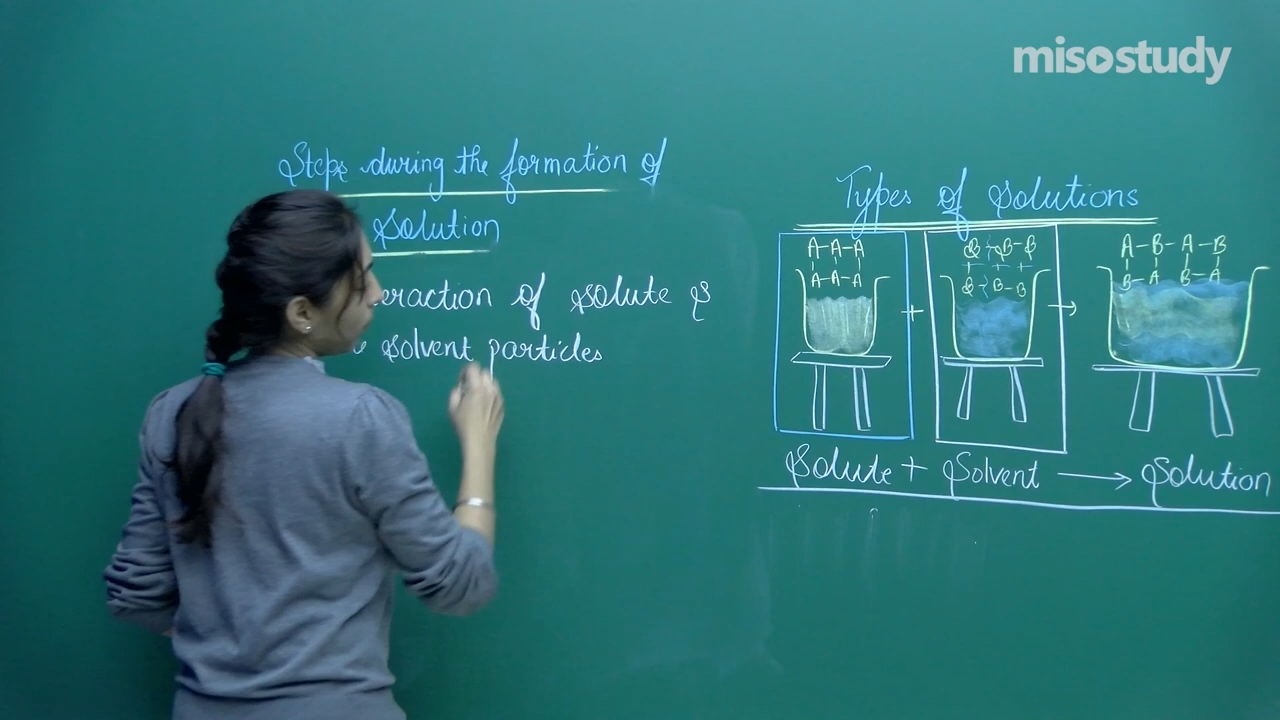 misostudy
Steps during the formation of
Solution
eraction of solute &
solvent particles
Types of solutions
A-A-A
A-A-A
B-B-B
B-B-B
A-B-A-B
B-A B-A
+ →
Solute + Solvent → Solution